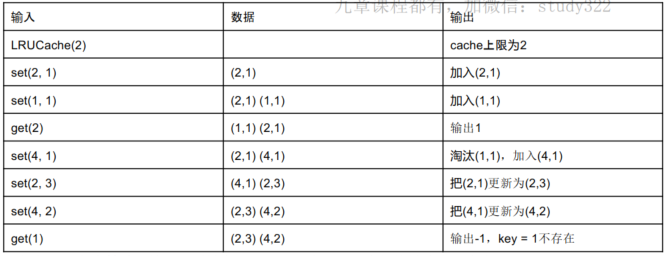 九章课程都有，加微信：study322
输入 数据 输出
LRUCache(2) cache上限为2
set(2, 1) (2,1) 加入(2,1)
set(1, 1) (2,1) (1,1) 加入(1,1)
get(2) (1,1) (2,1) 输出1
set(4, 1) (2,1) (4,1) 淘汰(1,1)，加入(4,1)
set(2, 3) (4,1) (2,3) 把(2,1)更新为(2,3)
set(4, 2) (2,3) (4,2) 把(4,1)更新为(4,2)
get(1) (2,3) (4,2) 输出-1，key = 1不存在